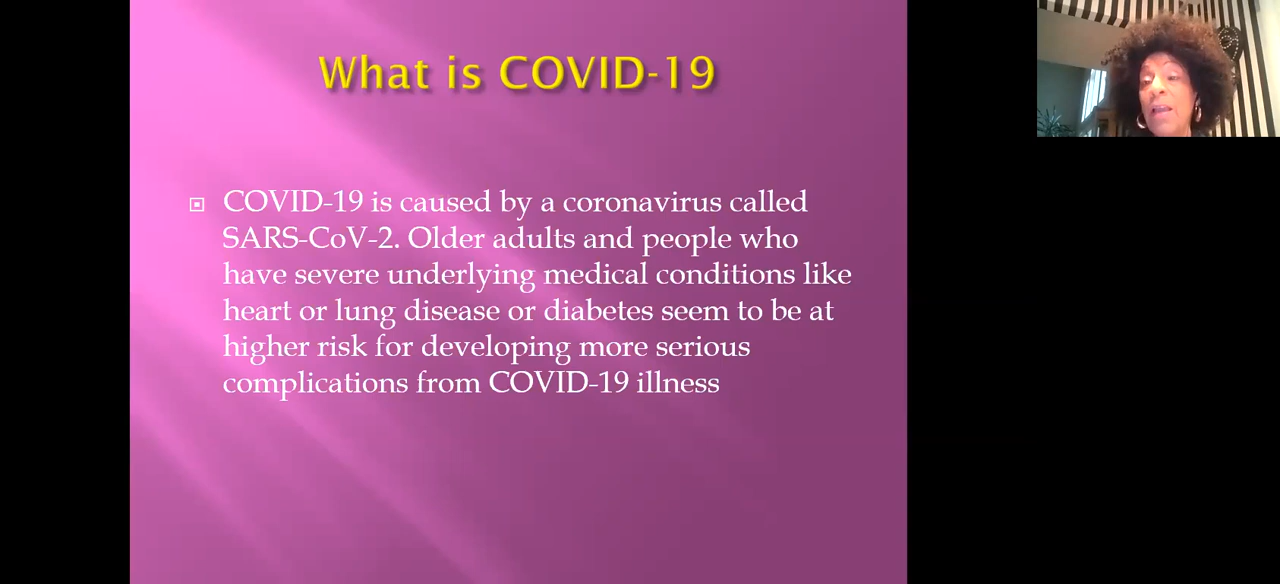 What is COVID-19
COVID-19 is caused by a coronavirus called
SARS-CoV-2. Older adults and people who
have severe underlying medical conditions like
heart or lung disease or diabetes seem to be at
higher risk for developing more serious
complications from COVID-19 illness